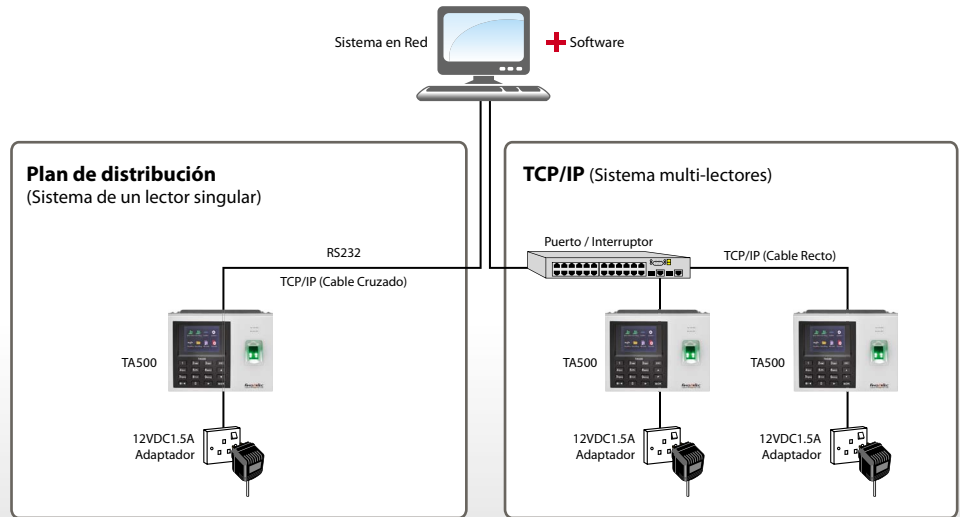 Sistema en Red
Software
Plan de distribución
(Sistema de un lector singular)
RS232
TCP/IP (Cable Cruzado)
TA500
12VDC1.5A
Adaptador
TCP/IP (Sistema multi-lectores)
Puerto / Interruptor
TCP/IP (Cable Recto)
TA500
TA500
12VDC1.5A
Adaptador
12VDC1.5A
Adaptador